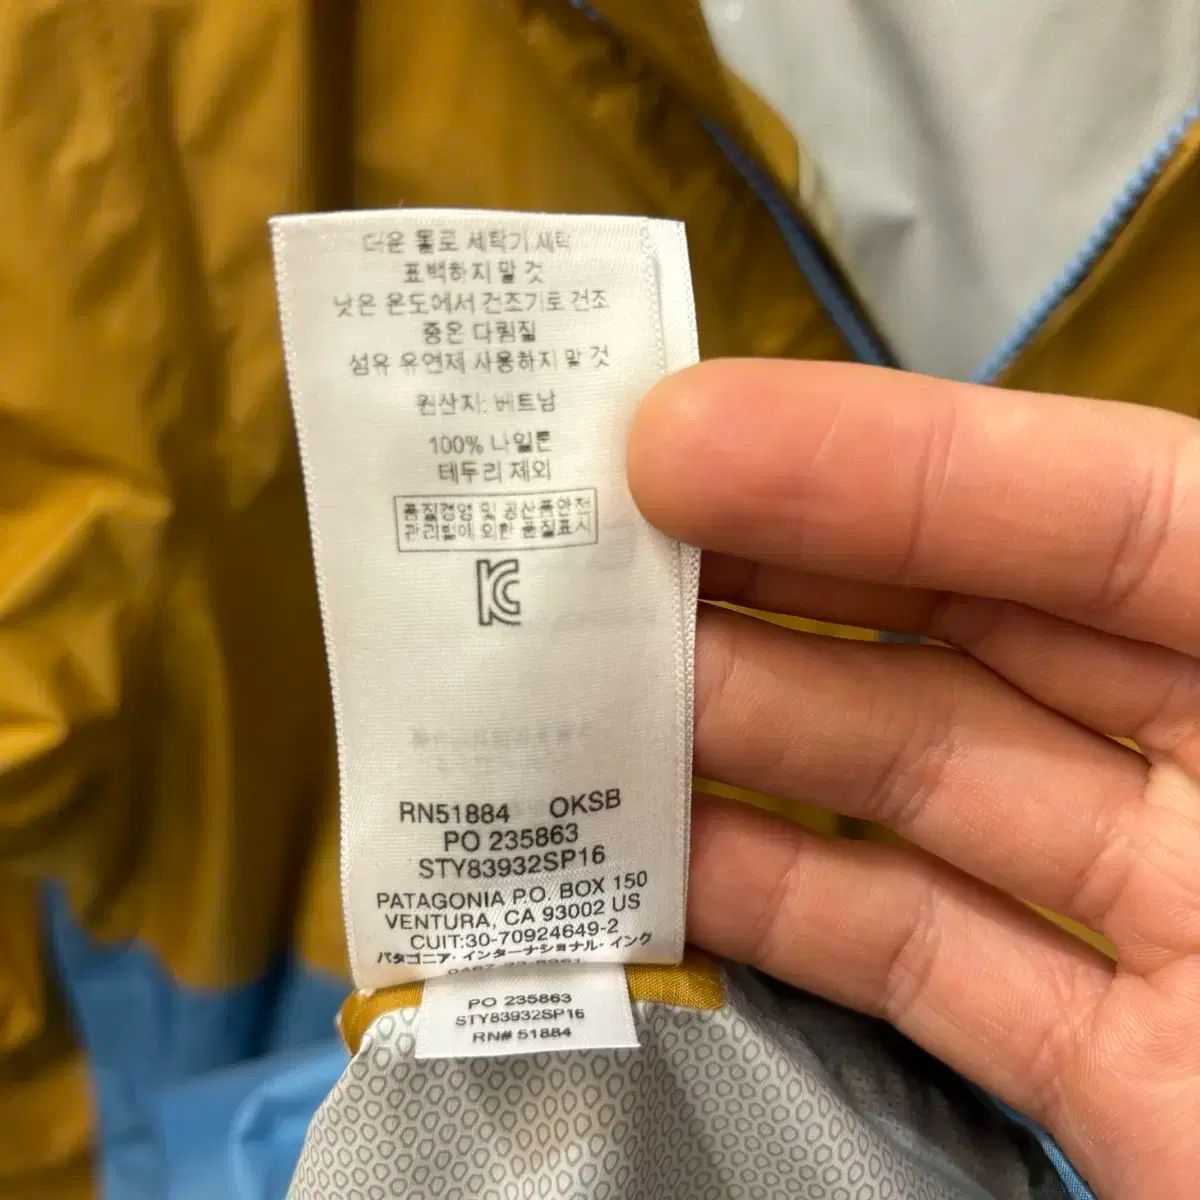 더운 물로 세탁기 세탁
표백하지 말 것
낮은 온도에서 건조기로 건조
중온 다림질
섬유 유연제 사용하지 말 것
원산지: 베트남
100% 나일론
테두리 제외
품질경영 및 공산품안전
관리법에 의한 품질표시
KC
RN51884 OKSB
PO 235863
STY83932SP16
PATAGONIA P.O. BOX 150
VENTURA, CA 93002 US
CUIT:30-70924649-2
パタゴニア・インターナショナル・インク
PO 235863
STY83932SP16
RN# 51884